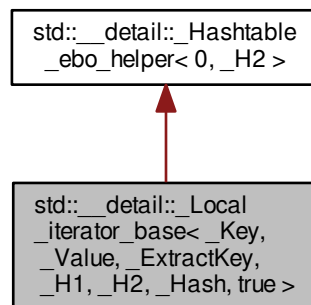 std::__detail::_Hashtable
_ebo_helper< 0, _H2 >
std::__detail::_Local
_iterator_base< _Key,
_Value, _ExtractKey,
_H1, _H2, _Hash, true >